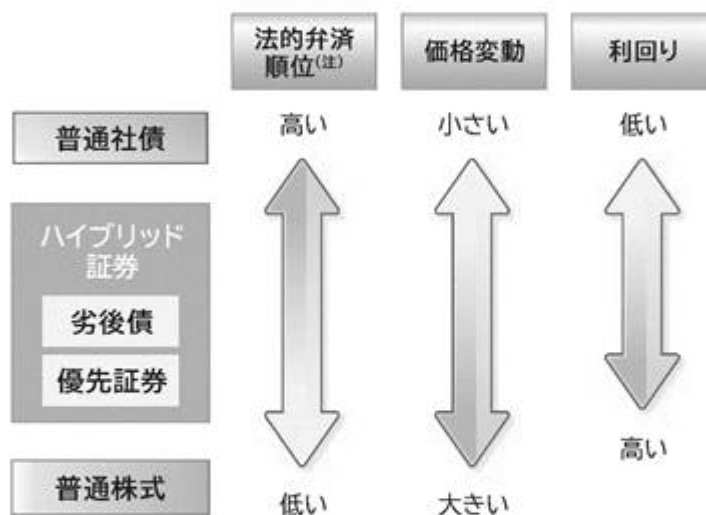 法的弁済
順位(注)
価格変動
利回り
普通社債
高い
小さい
低い
ハイブリッド
証券
劣後債
優先証券
高い
普通株式
低い
大きい